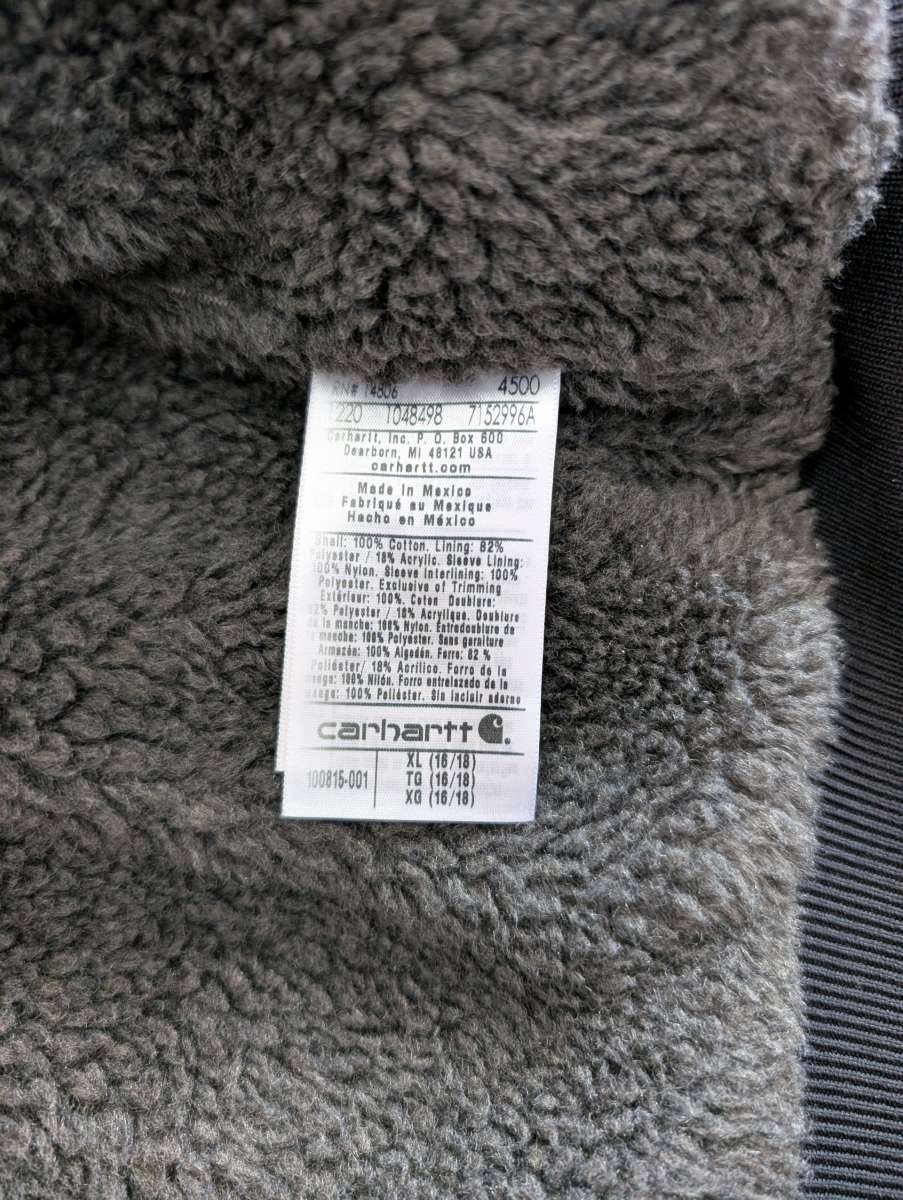 RN# 14806 4500
1220 1048498 7152996A
Carhartt, Inc. P. O. Box 600
Dearborn, MI 48121 USA
carhartt.com
Made in Mexico
Fabriqué au Mexique
Hecho en México
Shell: 100% Cotton. Lining: 82%
Polyester / 18% Acrylic. Sleeve Lining:
100% Nylon. Sleeve Interlining: 100%
Polyester. Exclusive of Trimming
Extérieur: 100%. Coton Doublure:
82% Polyester / 18% Acrylique. Doublure
de la manche: 100% Nylon. Entredoublure de
la manche: 100% Polyester. Sans garniture
Armazón: 100% Algodón. Forro: 82 %
Poliéster/ 18% Acrílico. Forro de la
manga: 100% Nilón. Forro entrelazado de la
manga: 100% Poliéster. Sin incluir adorno
carhartt
100815-001
XL (16/18)
TG (16/18)
XG (16/18)